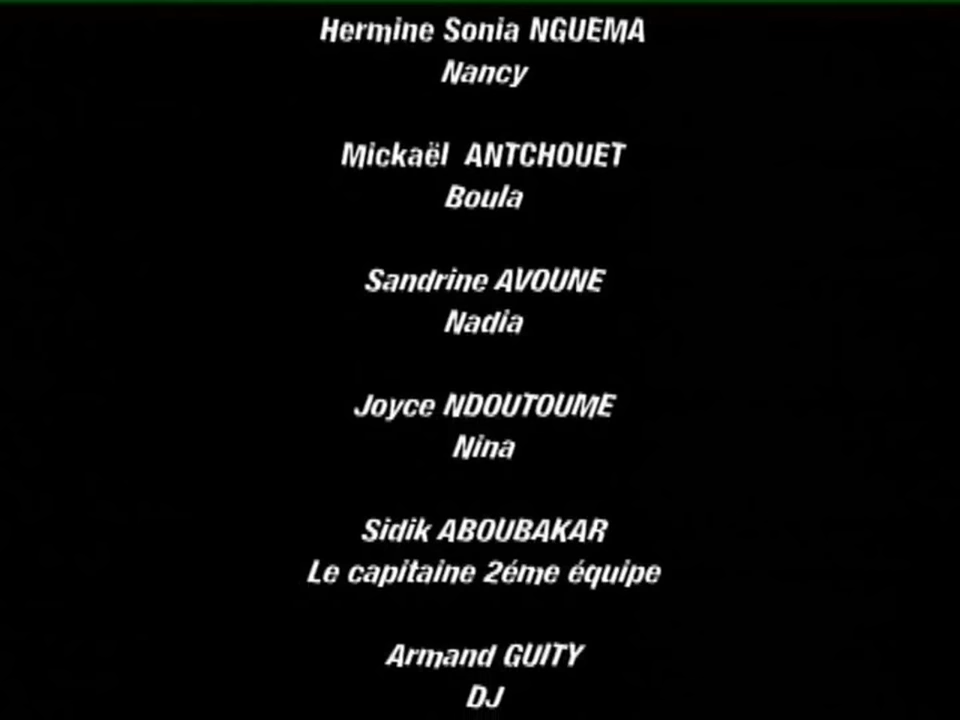 Hermine Sonia NGUEMA
Nancy
Mickaël ANTCHOUET
Boula
Sandrine AVOUNE
Nadia
Joyce NDOUTOUME
Nina
Sidik ABOUBAKAR
Le capitaine 2éme équipe
Armand GUITY
DJ